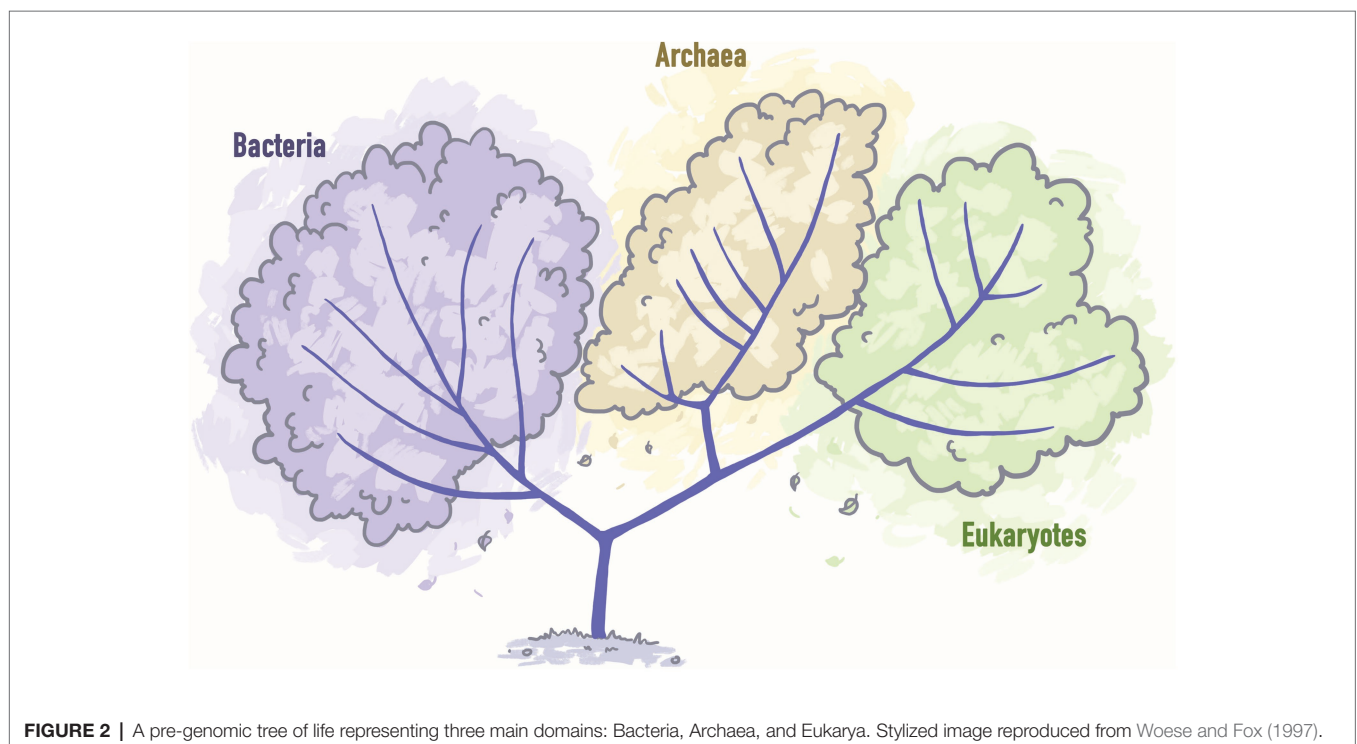 Archaea
Bacteria
Eukaryotes
FIGURE 2 | A pre-genomic tree of life representing three main domains: Bacteria, Archaea, and Eukarya. Stylized image reproduced from Woese and Fox (1997).